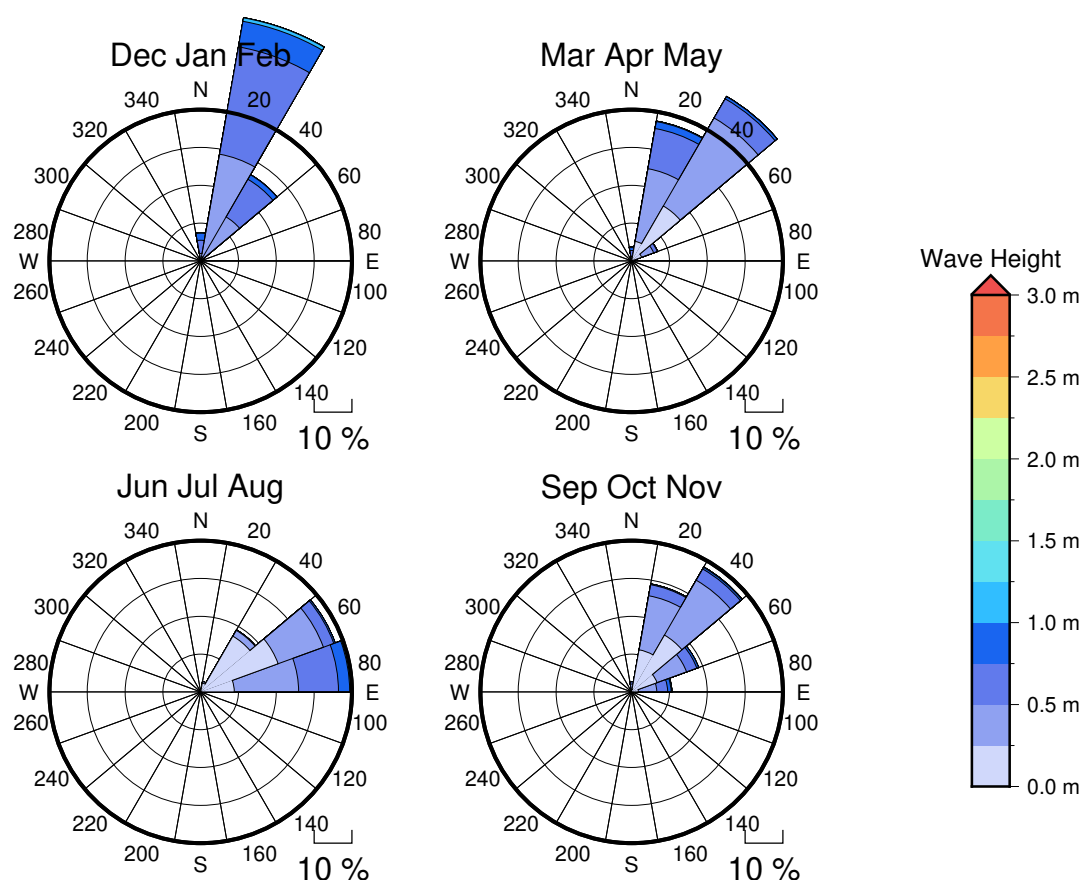 Dec Jan Feb
N
20
40
60
80
E
100
120
140
160
S
200
220
240
260
W
280
300
320
340
10 %
Mar Apr May
N
20
40
60
80
E
100
120
140
160
S
200
220
240
260
W
280
300
320
340
10 %
Jun Jul Aug
N
20
40
60
80
E
100
120
140
160
S
200
220
240
260
W
280
300
320
340
10 %
Sep Oct Nov
N
20
40
60
80
E
100
120
140
160
S
200
220
240
260
W
280
300
320
340
10 %
Wave Height
3.0 m
2.5 m
2.0 m
1.5 m
1.0 m
0.5 m
0.0 m